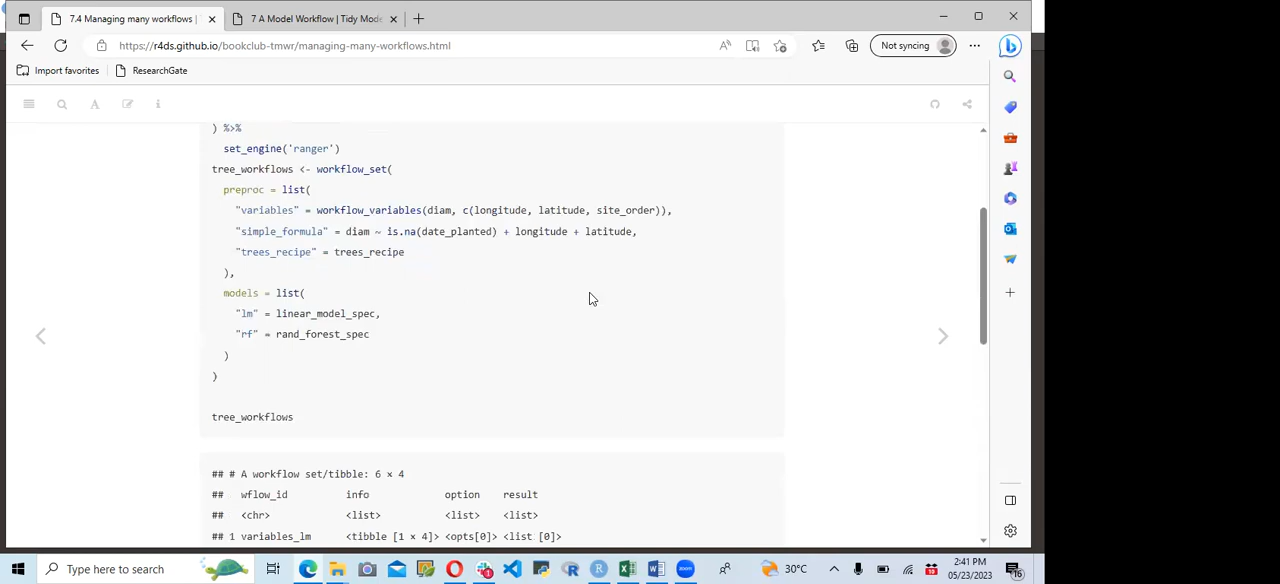 7.4 Managing many workflows |
7 A Model Workflow | Tidy Mode
https://r4ds.github.io/bookclub-tmwr/managing-many-workflows.html
Not syncing
Import favorites
ResearchGate
) %>%
set_engine('ranger')
tree_workflows <- workflow_set(
preproc = list(
"variables" = workflow_variables(diam, c(longitude, latitude, site_order)),
"simple_formula" = diam ~ is.na(date_planted) + longitude + latitude,
"trees_recipe" = trees_recipe
),
models = list(
"lm" = linear_model_spec,
"rf" = rand_forest_spec
)
)
tree_workflows
## # A workflow set/tibble: 6 × 4
## wflow_id info option result
## <chr> <list> <list> <list>
## 1 variables_lm <tibble [1 × 4]> <opts[0]> <list [0]>
Type here to search
30°C
2:41 PM
05/23/2023
16